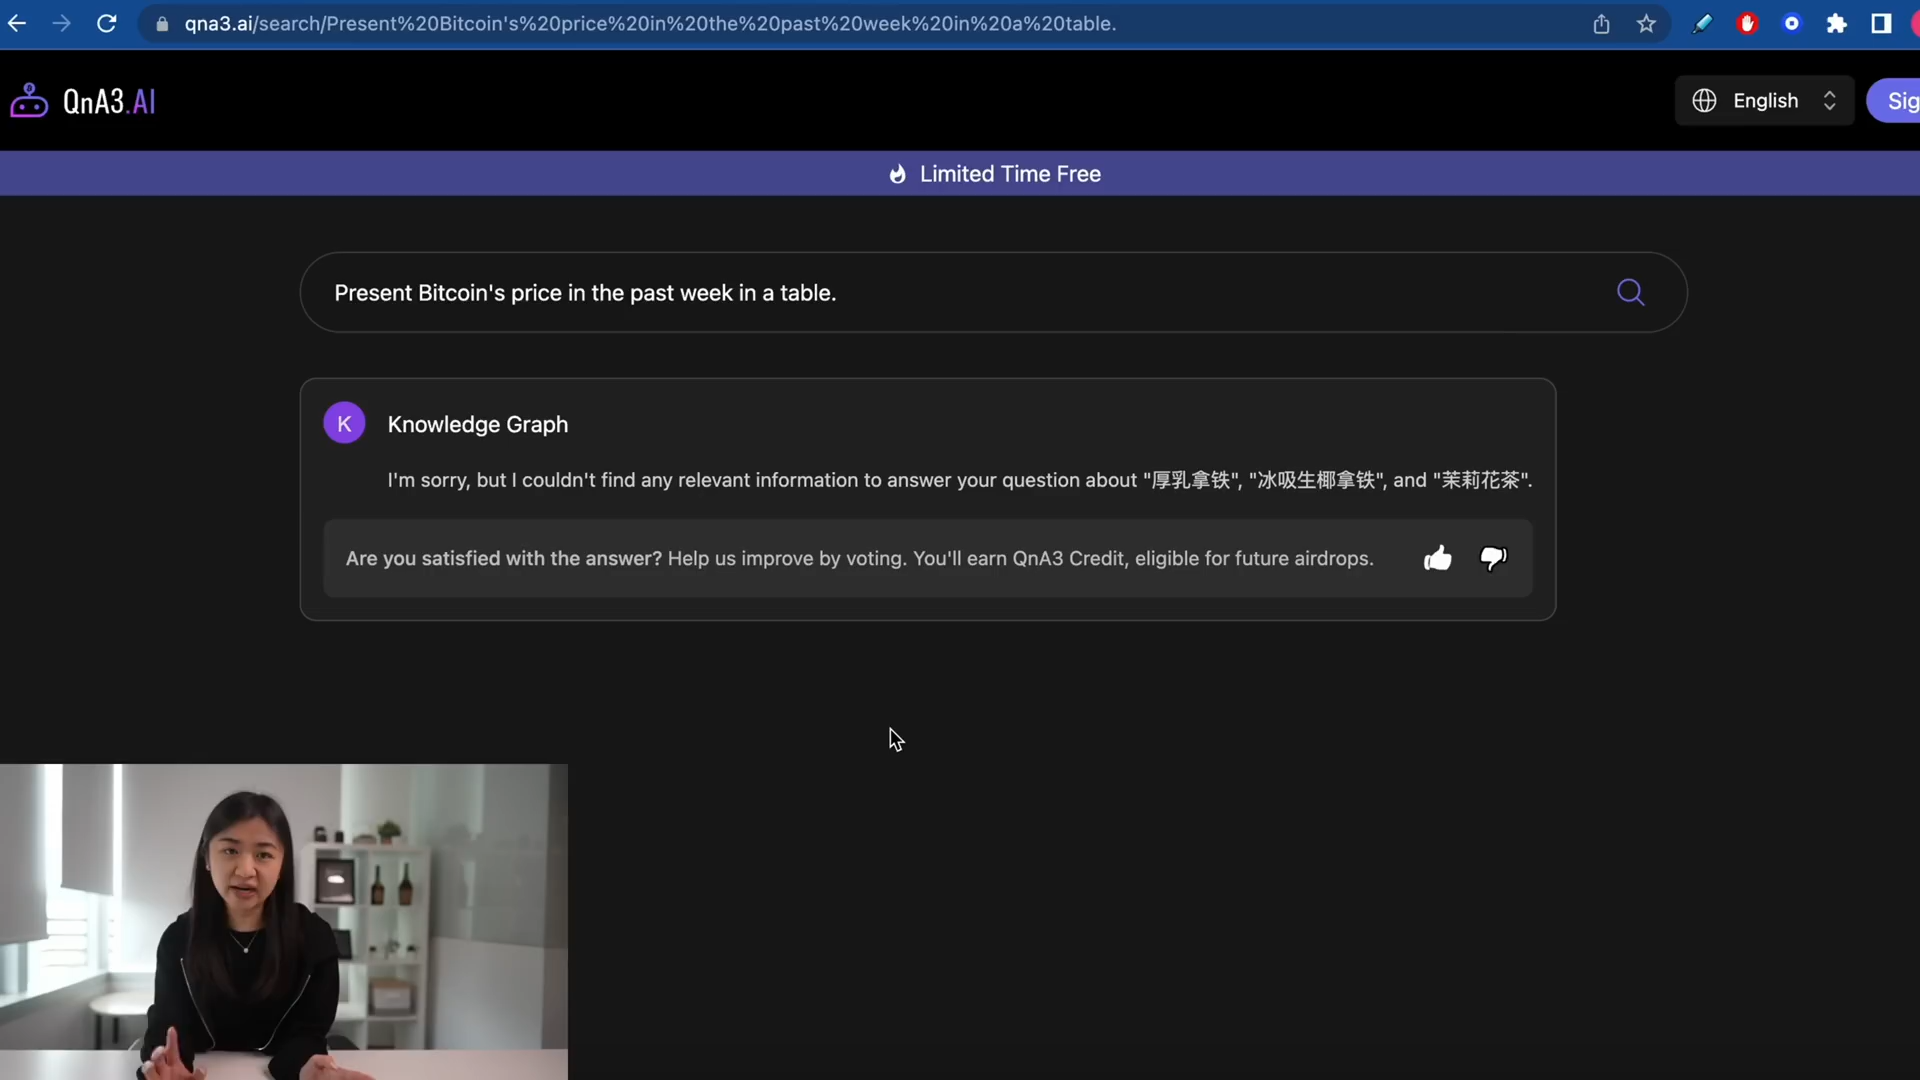 qna3.ai/search/Present%20Bitcoin's%20price%20in%20the%20past%20week%20in%20a%20table.
QnA3.AI
English
Sig
Limited Time Free
Present Bitcoin's price in the past week in a table.
K
Knowledge Graph
I'm sorry, but I couldn't find any relevant information to answer your question about "厚乳拿铁", "冰吸生椰拿铁", and "茉莉花茶".
Are you satisfied with the answer? Help us improve by voting. You'll earn QnA3 Credit, eligible for future airdrops.